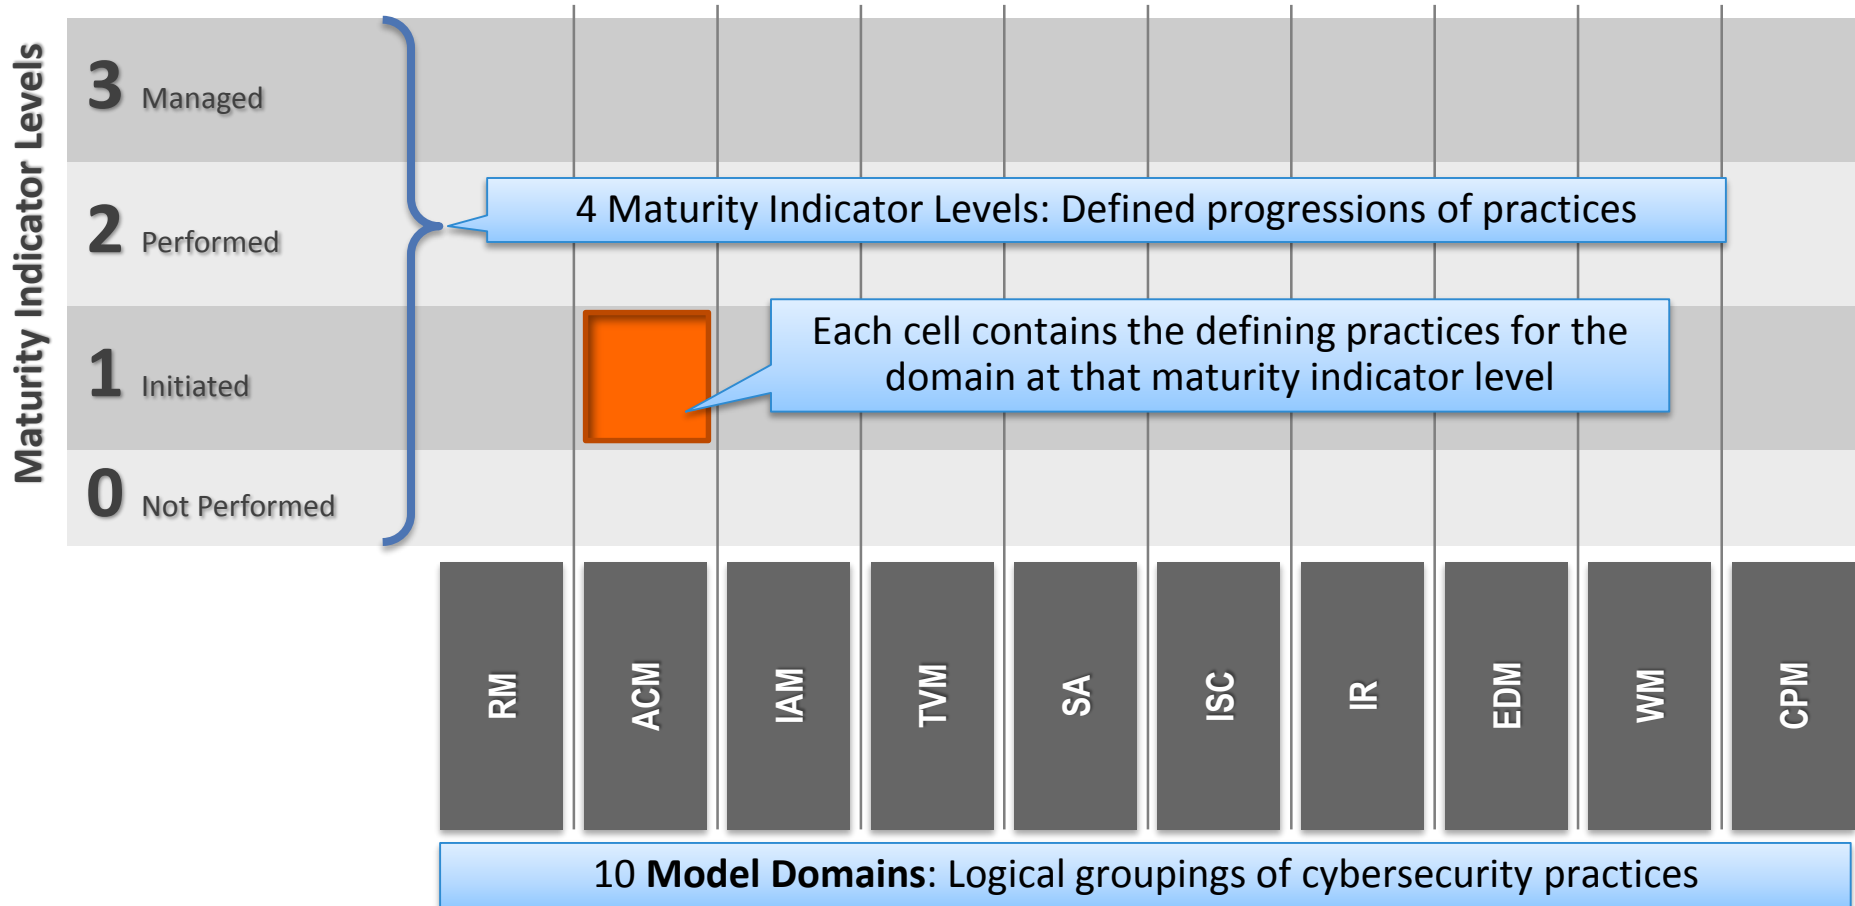 Maturity Indicator Levels
3 Managed
2 Performed
1 Initiated
0 Not Performed
4 Maturity Indicator Levels: Defined progressions of practices
Each cell contains the defining practices for the
domain at that maturity indicator level
RM
ACM
IAM
TVM
SA
ISC
IR
EDM
WM
CPM
10 Model Domains: Logical groupings of cybersecurity practices